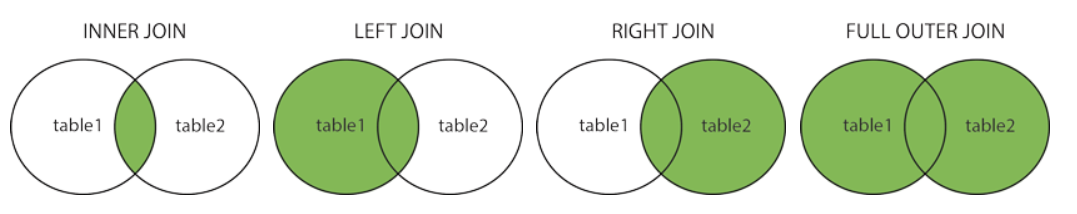 INNER JOIN
LEFT JOIN
RIGHT JOIN
FULL OUTER JOIN
table1 table2
table1 table2
table1 table2
table1 table2